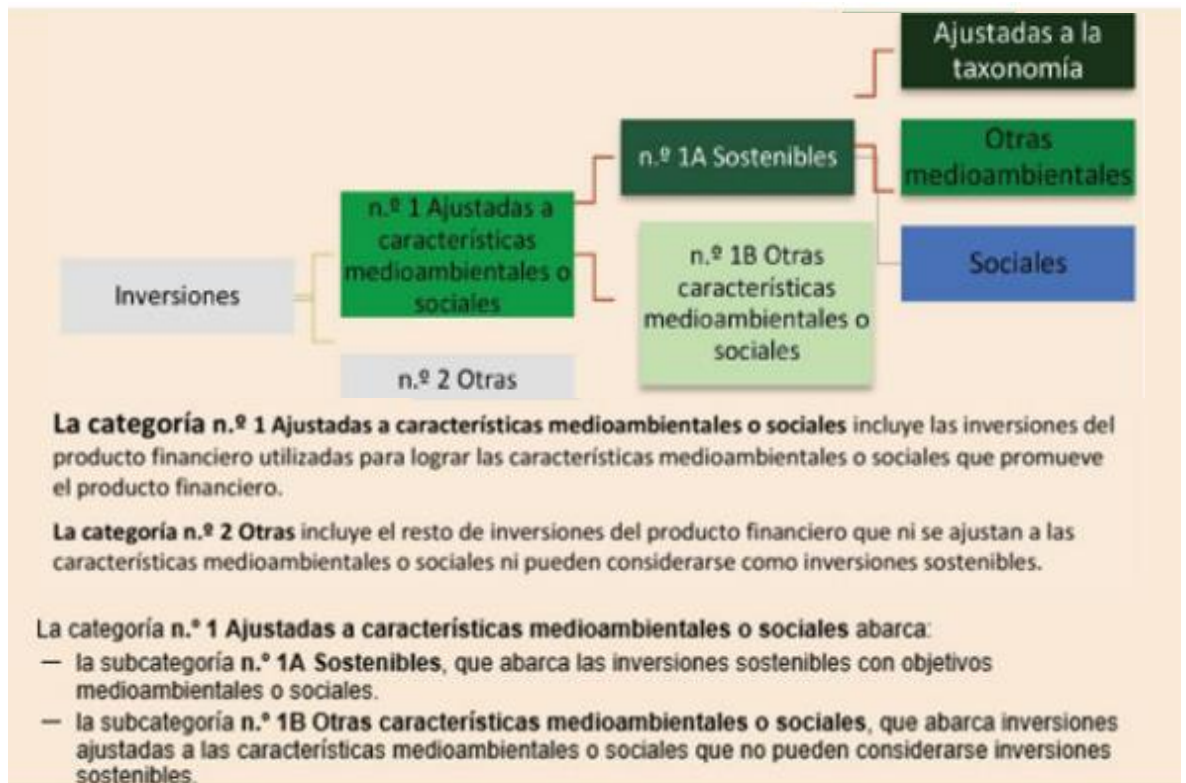 Ajustadas a la
taxonomía
n.º 1A Sostenibles
Otras
medioambientales
n.º 1 Ajustadas a
características
medioambientales o
sociales
n.º 1B Otras
características
medioambientales o
sociales
Sociales
Inversiones
n.º 2 Otras
La categoría n.º 1 Ajustadas a características medioambientales o sociales incluye las inversiones del
producto financiero utilizadas para lograr las características medioambientales o sociales que promueve
el producto financiero.
La categoría n.º 2 Otras incluye el resto de inversiones del producto financiero que ni se ajustan a las
características medioambientales o sociales ni pueden considerarse como inversiones sostenibles.
La categoría n.º 1 Ajustadas a características medioambientales o sociales abarca:
— la subcategoría n.º 1A Sostenibles, que abarca las inversiones sostenibles con objetivos
medioambientales o sociales.
— la subcategoría n.º 1B Otras características medioambientales o sociales, que abarca inversiones
ajustadas a las características medioambientales o sociales que no pueden considerarse inversiones
sostenibles.